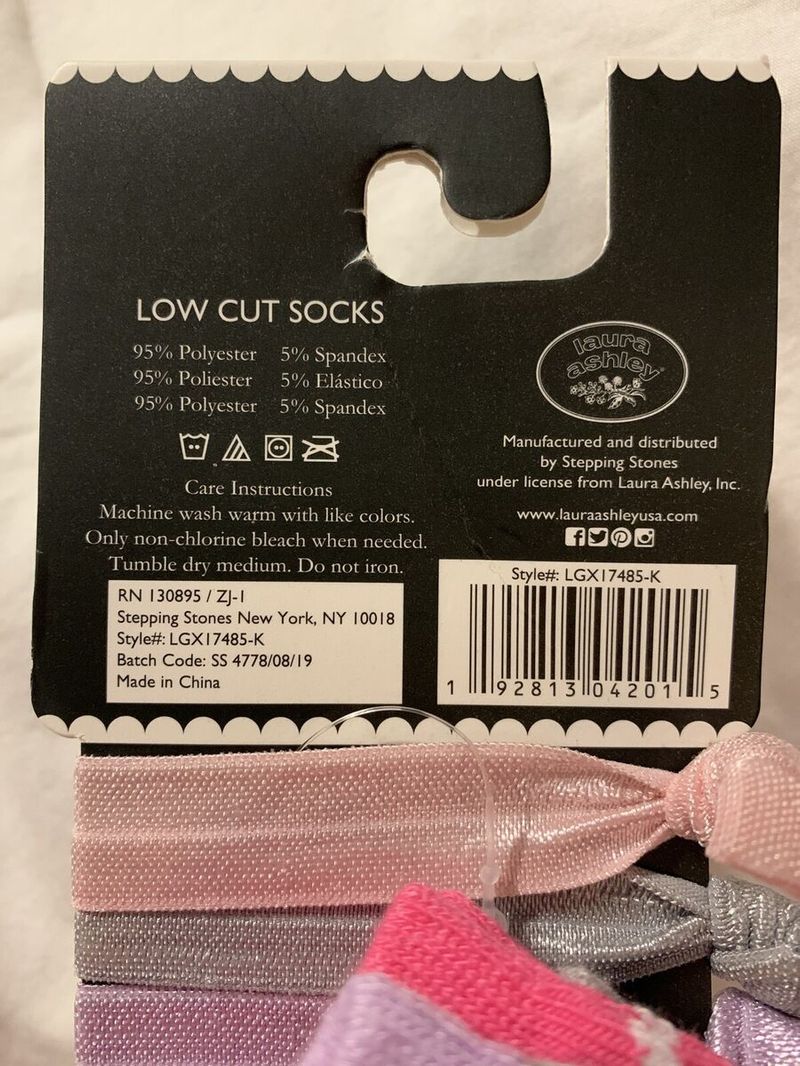 LOW CUT SOCKS
95% Polyester 5% Spandex
95% Poliester 5% Elástico
95% Polyester 5% Spandex
Care Instructions
Machine wash warm with like colors.
Only non-chlorine bleach when needed.
Tumble dry medium. Do not iron.
RN 130895 / ZJ-1
Stepping Stones New York, NY 10018
Style#: LGX17485-K
Batch Code: SS 4778/08/19
Made in China
laura
ashley®
Manufactured and distributed
by Stepping Stones
under license from Laura Ashley, Inc.
www.lauraashleyusa.com
Style#: LGX17485-K
1 92813 04201 5